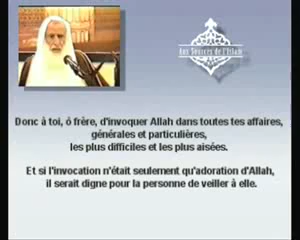 Les Sources de l'Islam
Donc à toi, ô frère, d'invoquer Allah dans toutes tes affaires,
générales et particulières,
les plus difficiles et les plus aisées.
Et si l'invocation n'était seulement qu'adoration d'Allah,
il serait digne pour la personne de veiller à elle.